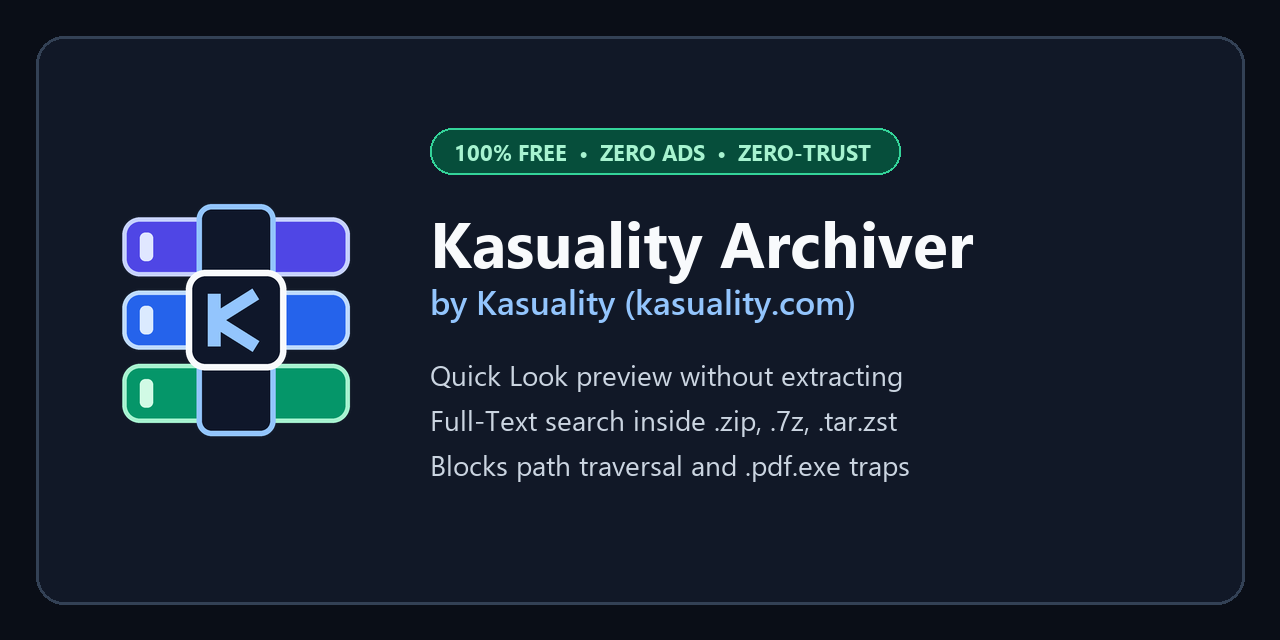 100% FREE • ZERO ADS • ZERO-TRUST
K
Kasuality Archiver
by Kasuality (kasuality.com)
Quick Look preview without extracting
Full-Text search inside .zip, .7z, .tar.zst
Blocks path traversal and .pdf.exe traps